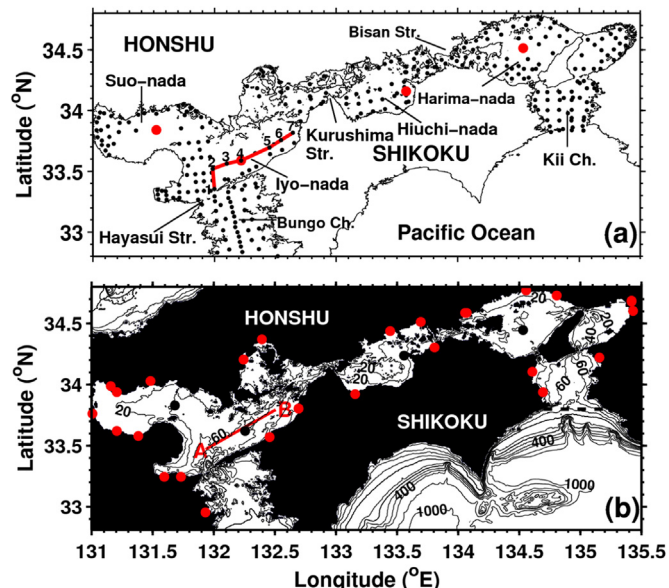 34.5
34
33.5
33
Latitude (°N)
HONSHU
Bisan Str.
Suo-nada
Harima-nada
Kurushima
Str.
Hiuchi-nada
SHIKOKU
Kii Ch.
2 3 4 5 6
Iyo-nada
Hayasui Str.
Bungo Ch.
Pacific Ocean
(a)
34.5
34
33.5
33
Latitude (°N)
HONSHU
20
20
40
60
60
20
20
20
60
A
B
SHIKOKU
400
400
1000
1000
(b)
131 131.5 132 132.5 133 133.5 134 134.5 135 135.5
Longitude (°E)